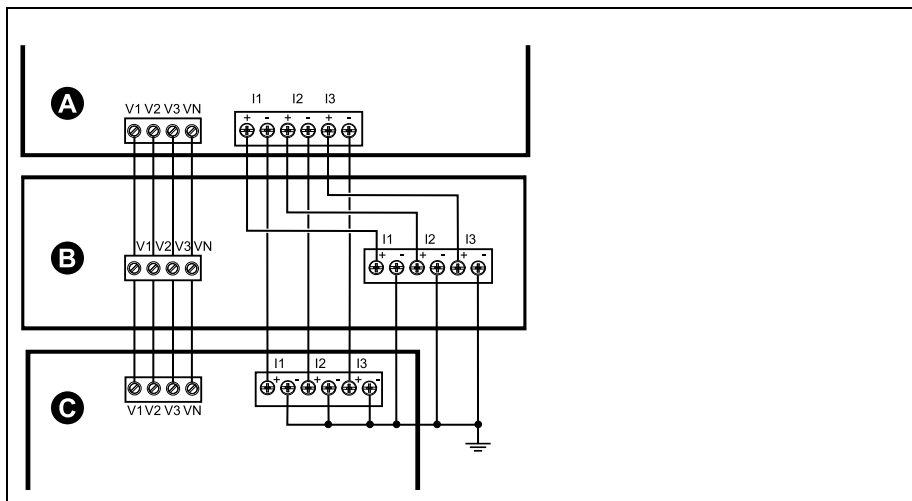 A
V1 V2 V3 VN
I1 I2 I3
+ - + - + -
B
V1 V2 V3 VN
I1 I2 I3
+ - + - + -
C
I1 I2 I3
+ - + - + -
V1 V2 V3 VN